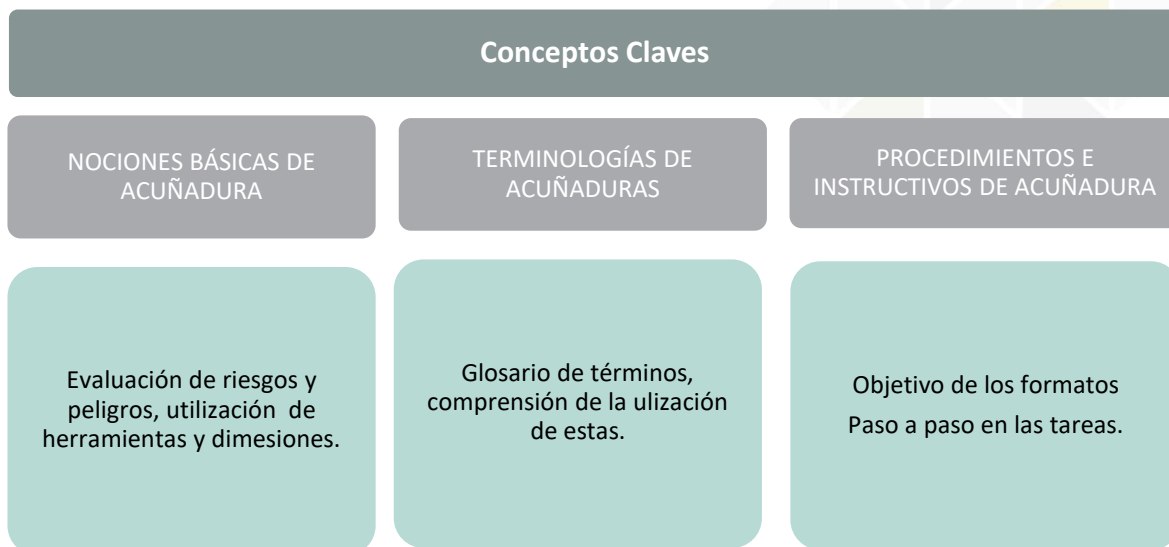 Conceptos Claves
NOCIONES BÁSICAS DE
ACUÑADURA
TERMINOLOGÍAS DE
ACUÑADURAS
PROCEDIMIENTOS E
INSTRUCTIVOS DE ACUÑADURA
Evaluación de riesgos y
peligros, utilización de
herramientas y dimesiones.
Glosario de términos,
comprensión de la ulización
de estas.
Objetivo de los formatos
Paso a paso en las tareas.